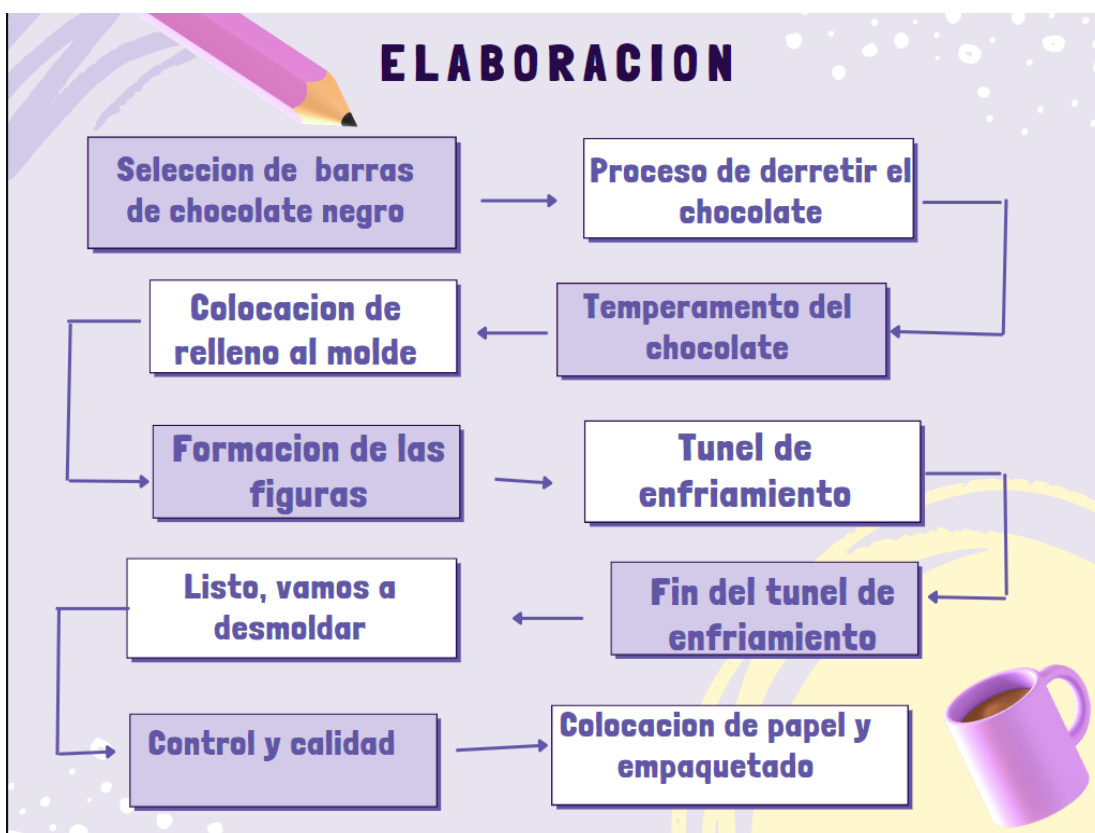 ELABORACION
Seleccion de barras
de chocolate negro
Proceso de derretir el
chocolate
Temperamento del
chocolate
Colocacion de
relleno al molde
Formacion de las
figuras
Tunel de
enfriamiento
Fin del tunel de
enfriamiento
Listo, vamos a
desmoldar
Control y calidad
Colocacion de papel y
empaquetado